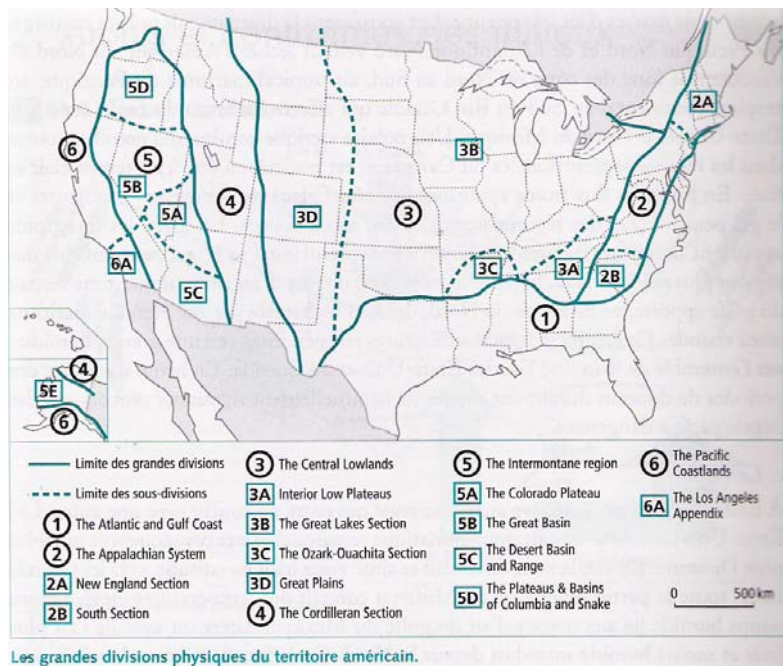 5D
2A
6
5
3B
5B
4
2
5A
3D
3
6A
3C
3A
2B
5C
1
4
5E
6
Limite des grandes divisions
Limite des sous-divisions
1 The Atlantic and Gulf Coast
2 The Appalachian System
2A New England Section
2B South Section
3 The Central Lowlands
3A Interior Low Plateaus
3B The Great Lakes Section
3C The Ozark-Ouachita Section
3D Great Plains
4 The Cordillean Section
5 The Intermontane region
5A The Colorado Plateau
5B The Great Basin
5C The Desert Basin
and Range
5D The Plateaus & Basins
of Columbia and Snake
6 The Pacific
Coastlands
6A The Los Angeles
Appendix
0 500 km
Les grandes divisions physiques du territoire américain.